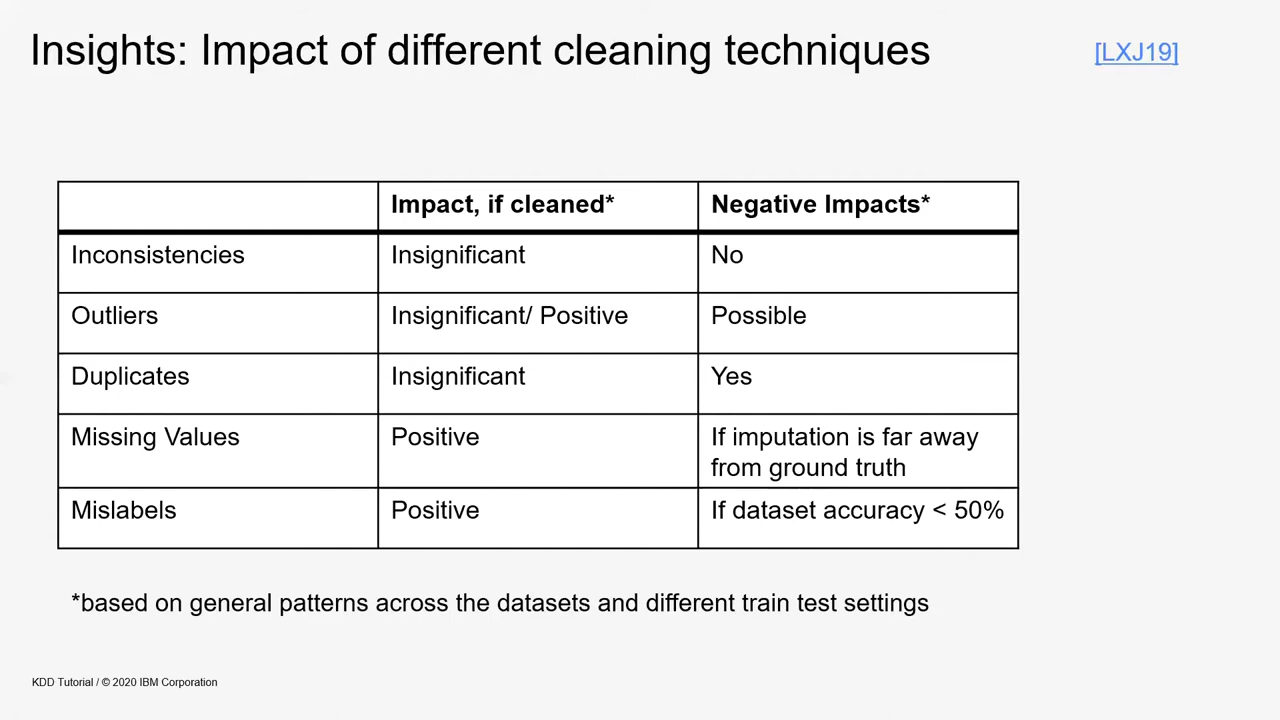 Insights: Impact of different cleaning techniques
[LXJ19]
Impact, if cleaned*
Negative Impacts*
Inconsistencies
Insignificant
No
Outliers
Insignificant/ Positive
Possible
Duplicates
Insignificant
Yes
Missing Values
Positive
If imputation is far away
from ground truth
Mislabels
Positive
If dataset accuracy < 50%
*based on general patterns across the datasets and different train test settings
KDD Tutorial / © 2020 IBM Corporation